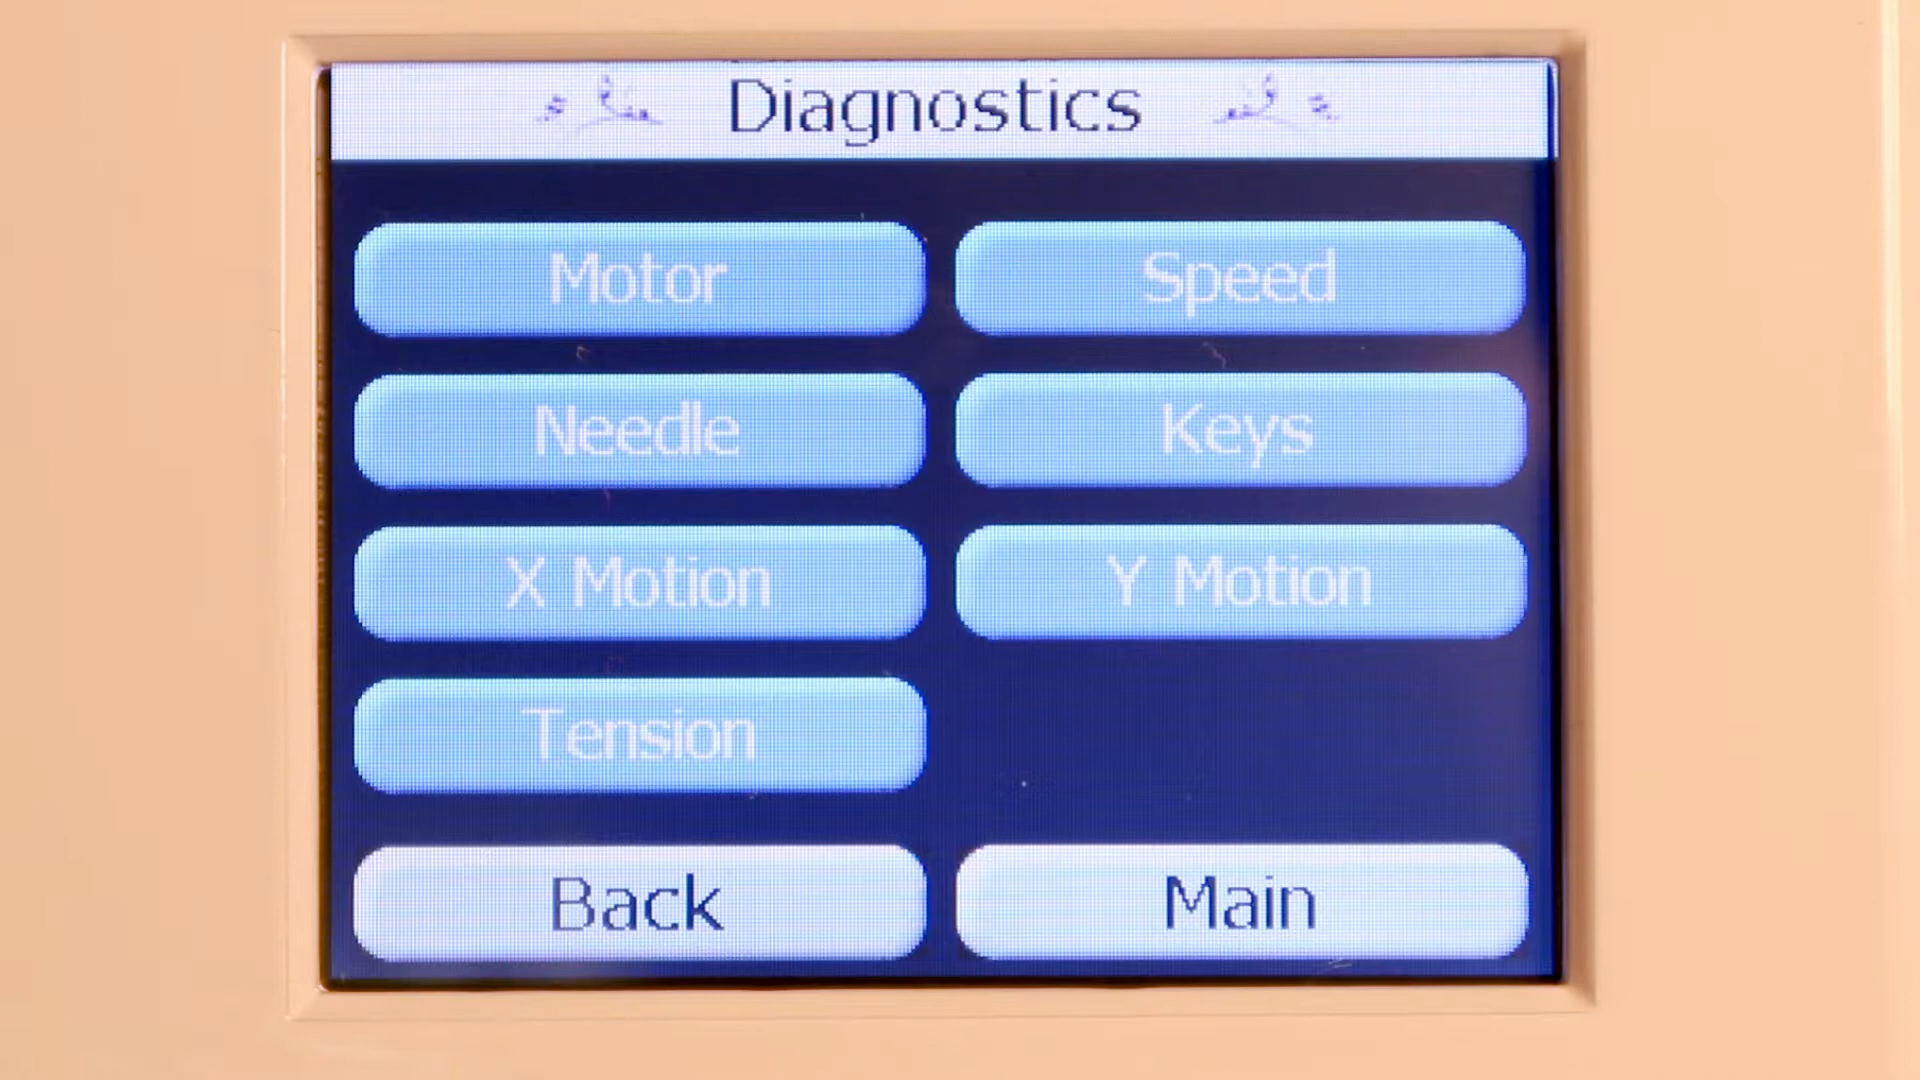 Diagnostics
Motor
Speed
Needle
Keys
X Motion
Y Motion
Tension
Back
Main